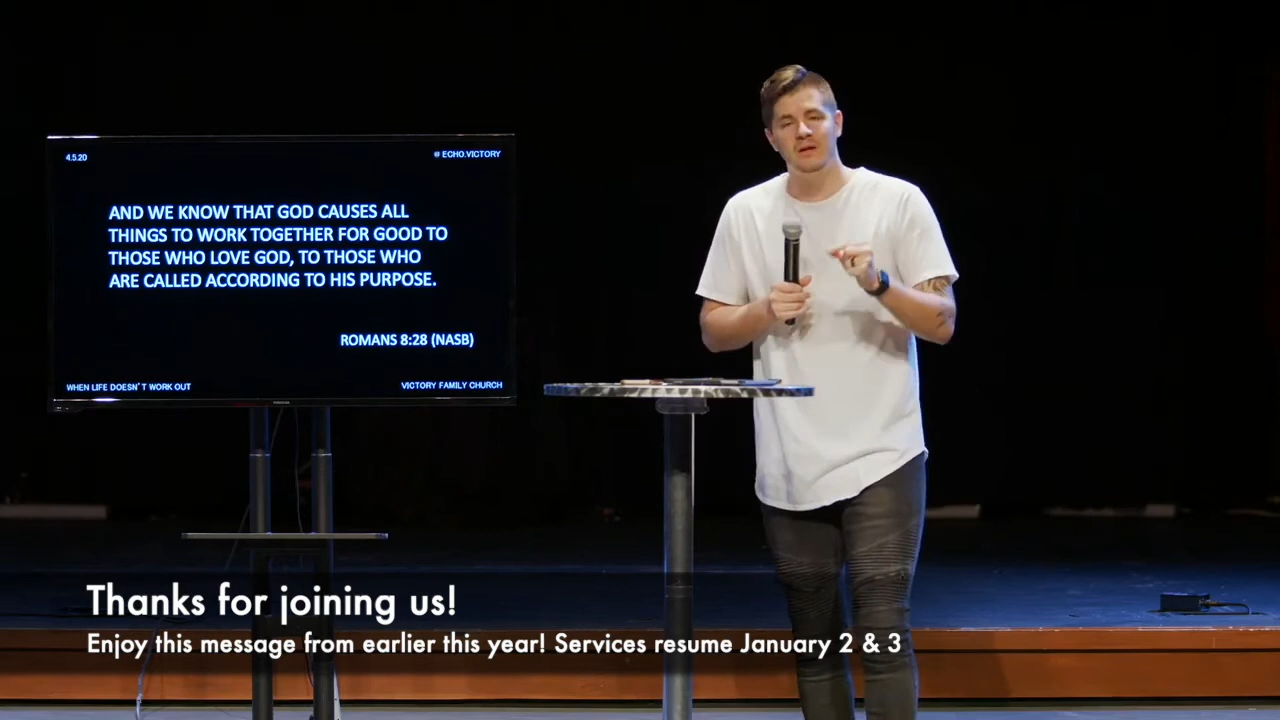 4.5.20
@ ECHO.VICTORY
AND WE KNOW THAT GOD CAUSES ALL
THINGS TO WORK TOGETHER FOR GOOD TO
THOSE WHO LOVE GOD, TO THOSE WHO
ARE CALLED ACCORDING TO HIS PURPOSE.
ROMANS 8:28 (NASB)
WHEN LIFE DOESN'T WORK OUT
VICTORY FAMILY CHURCH
Thanks for joining us!
Enjoy this message from earlier this year! Services resume January 2 & 3